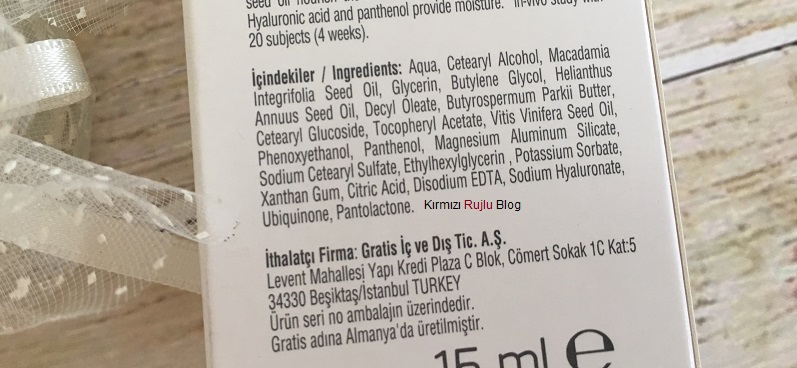 seed oil nourish the
Hyaluronic acid and panthenol provide moisture. In-vivo study with
20 subjects (4 weeks).
İçindekiler / Ingredients: Aqua, Cetearyl Alcohol, Macadamia
Integrifolia Seed Oil, Glycerin, Butylene Glycol, Helianthus
Annuus Seed Oil, Decyl Oleate, Butyrospermum Parkii Butter,
Cetearyl Glucoside, Tocopheryl Acetate, Vitis Vinifera Seed Oil,
Phenoxyethanol, Panthenol, Magnesium Aluminum Silicate,
Sodium Cetearyl Sulfate, Ethylhexylglycerin , Potassium Sorbate,
Xanthan Gum, Citric Acid, Disodium EDTA, Sodium Hyaluronate,
Ubiquinone, Pantolactone. Kırmızı Rujlu Blog
İthalatçı Firma: Gratis İç ve Dış Tic. A.Ş.
Levent Mahallesi Yapı Kredi Plaza C Blok, Cömert Sokak 1C Kat:5
34330 Beşiktaş/İstanbul TURKEY
Ürün seri no ambalajın üzerindedir.
Gratis adına Almanya'da üretilmiştir.
15 ml e